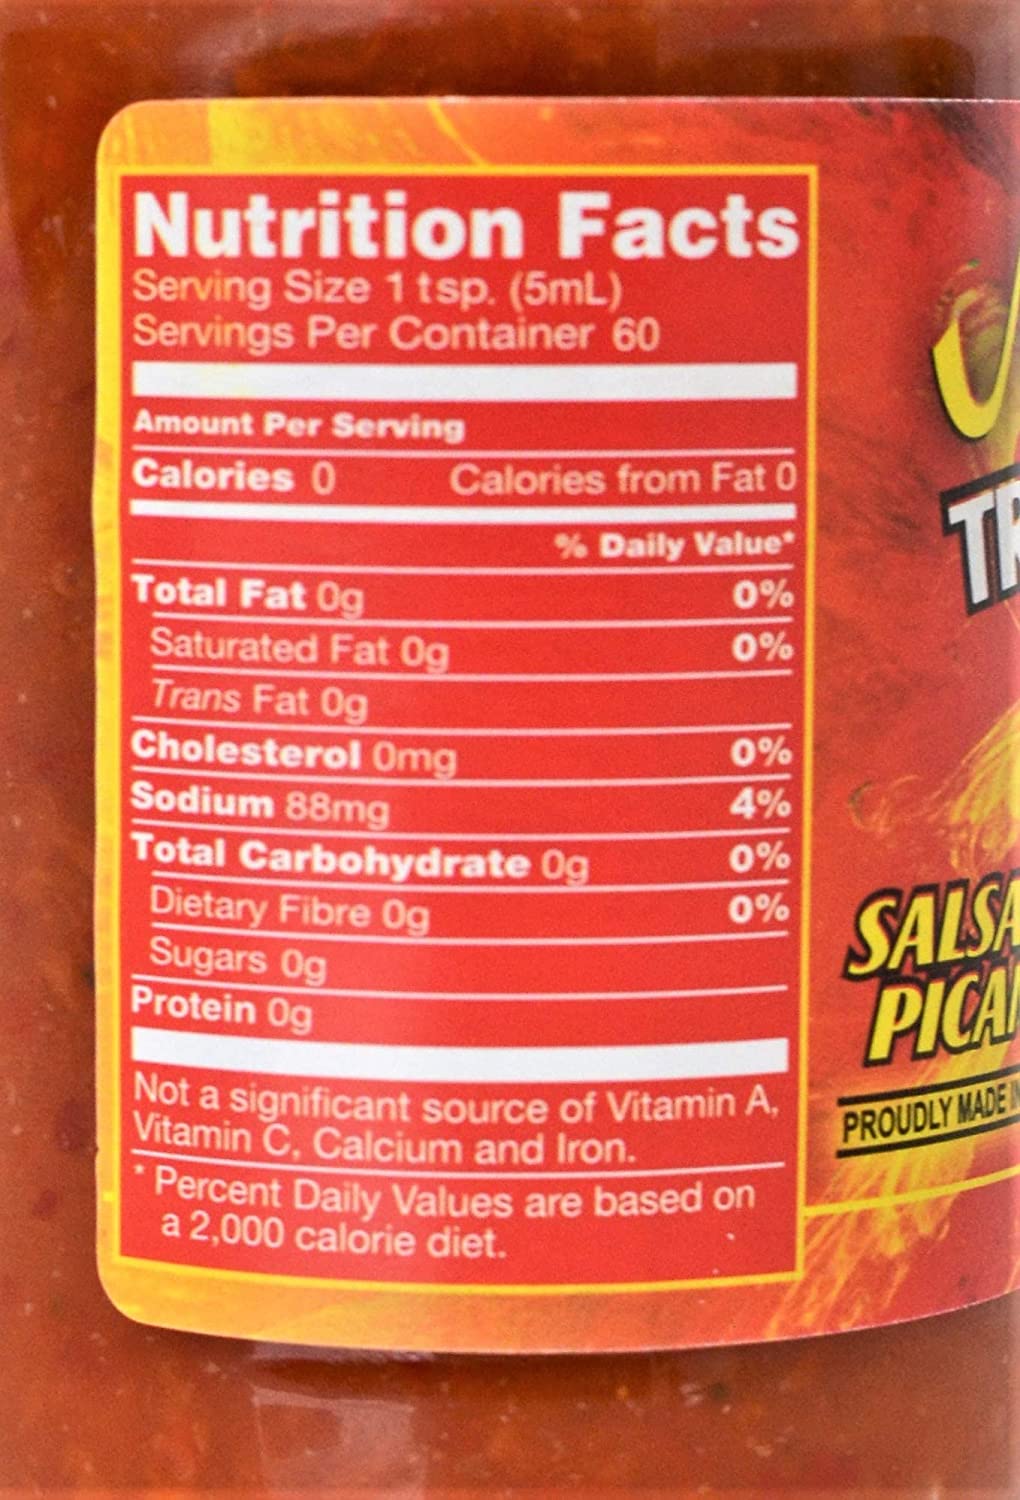 Nutrition Facts
Serving Size 1 tsp. (5mL)
Servings Per Container 60
Amount Per Serving
Calories 0 Calories from Fat 0
% Daily Value*
Total Fat 0g 0%
Saturated Fat 0g 0%
Trans Fat 0g
Cholesterol 0mg 0%
Sodium 88mg 4%
Total Carbohydrate 0g 0%
Dietary Fibre 0g 0%
Sugars 0g
Protein 0g
Not a significant source of Vitamin A,
Vitamin C, Calcium and Iron.
* Percent Daily Values are based on
a 2,000 calorie diet.
SALSA
PROUDLY MADE